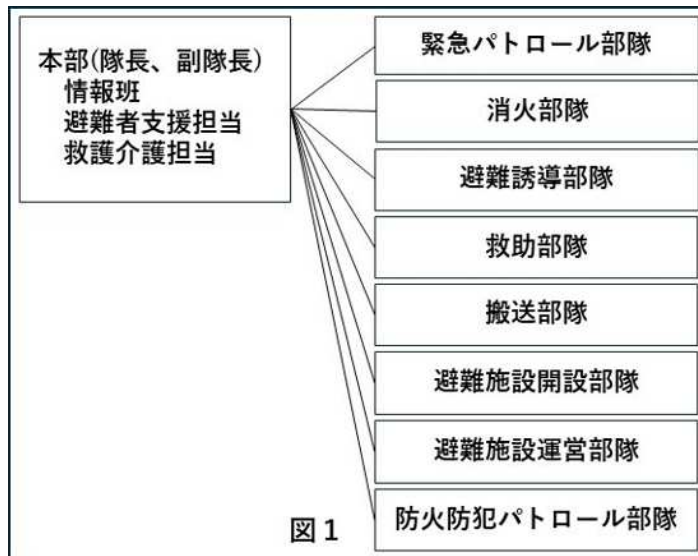 本部(隊長、副隊長)
情報班
避難者支援担当
救護介護担当
緊急パトロール部隊
消火部隊
避難誘導部隊
救助部隊
搬送部隊
避難施設開設部隊
避難施設運営部隊
防火防犯パトロール部隊
図1